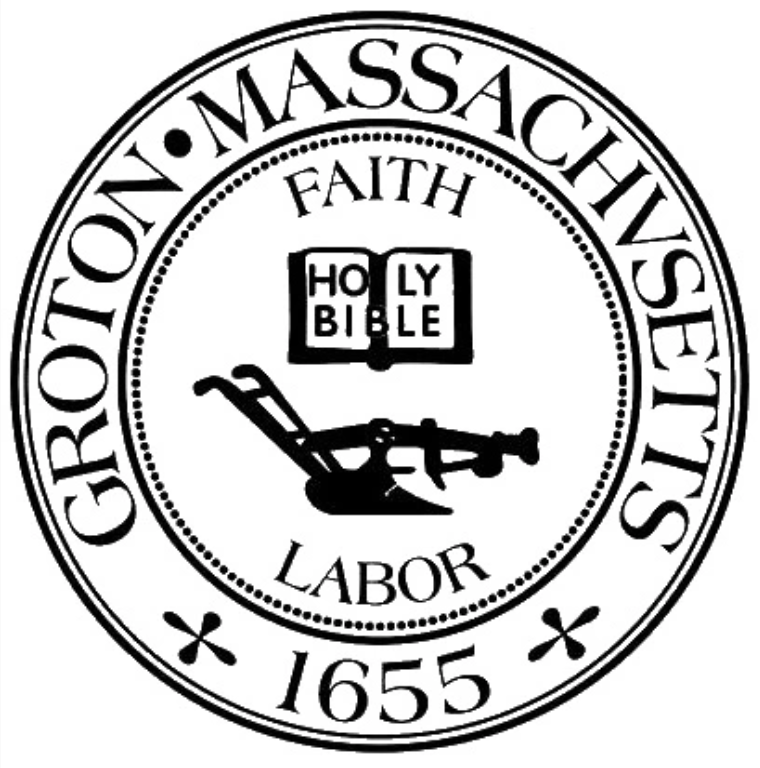 GROTON • MASSACHVSETTS
FAITH
HOLY
BIBLE
LABOR
1655